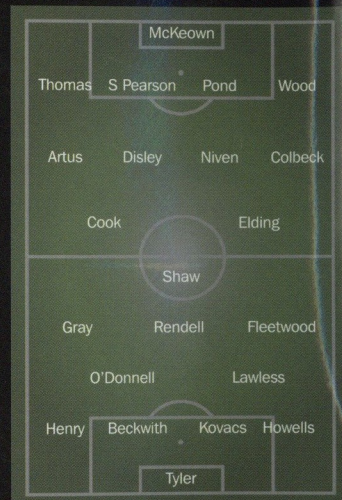 McKeown
Thomas S Pearson Pond Wood
Artus Disley Niven Colbeck
Cook Elding
Shaw
Gray Rendell Fleetwood
O'Donnell Lawless
Henry Beckwith Kovacs Howells
Tyler